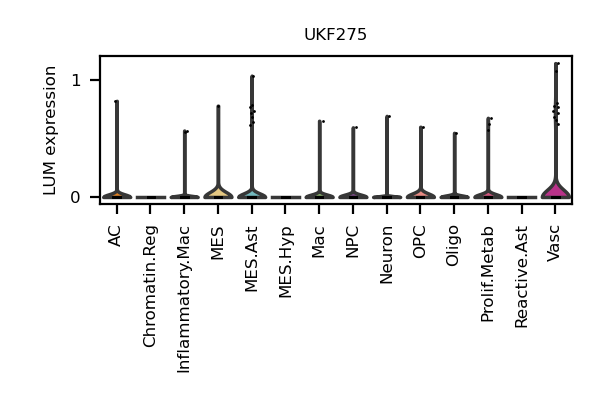 UKF275
LUM expression
1
0
AC
Chromatin.Reg
Inflammatory.Mac
MES
MES.Ast
MES.Hyp
Mac
NPC
Neuron
OPC
Oligo
Prolif.Metab
Reactive.Ast
Vasc